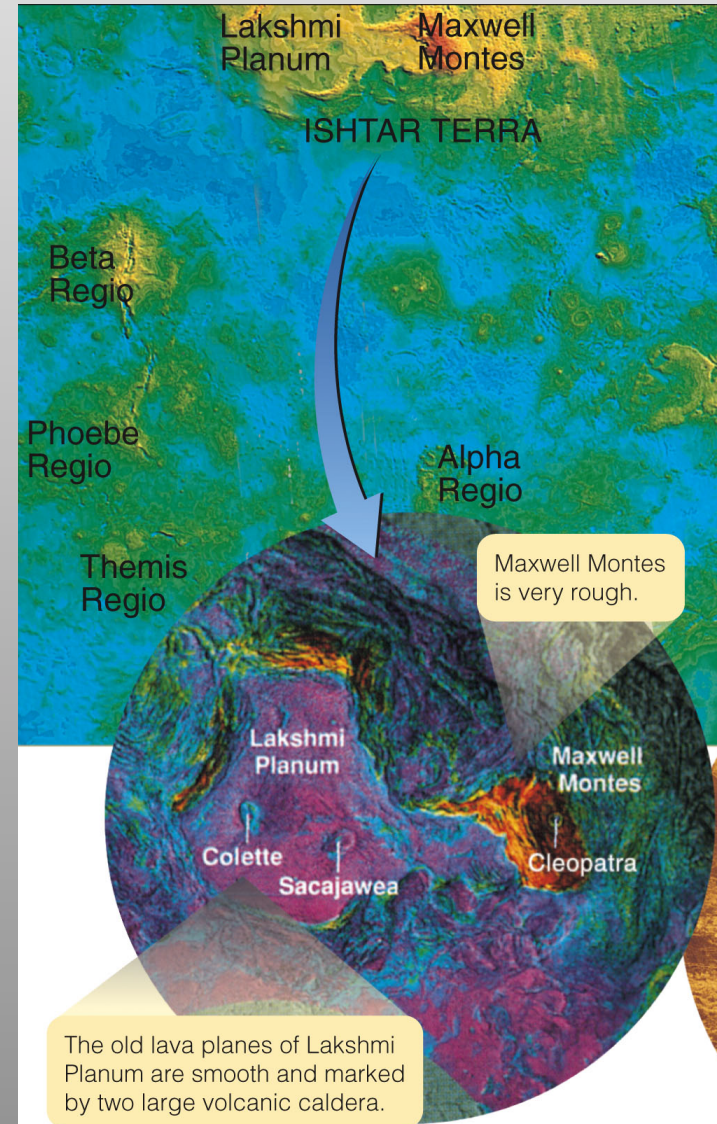 Lakshmi
Planum
Maxwell
Montes
ISHTAR TERRA
Beta
Regio
Phoebe
Regio
Alpha
Regio
Themis
Regio
Maxwell Montes
is very rough.
Lakshmi
Planum
Maxwell
Montes
Colette
Sacajawea
Cleopatra
The old lava planes of Lakshmi
Planum are smooth and marked
by two large volcanic caldera.